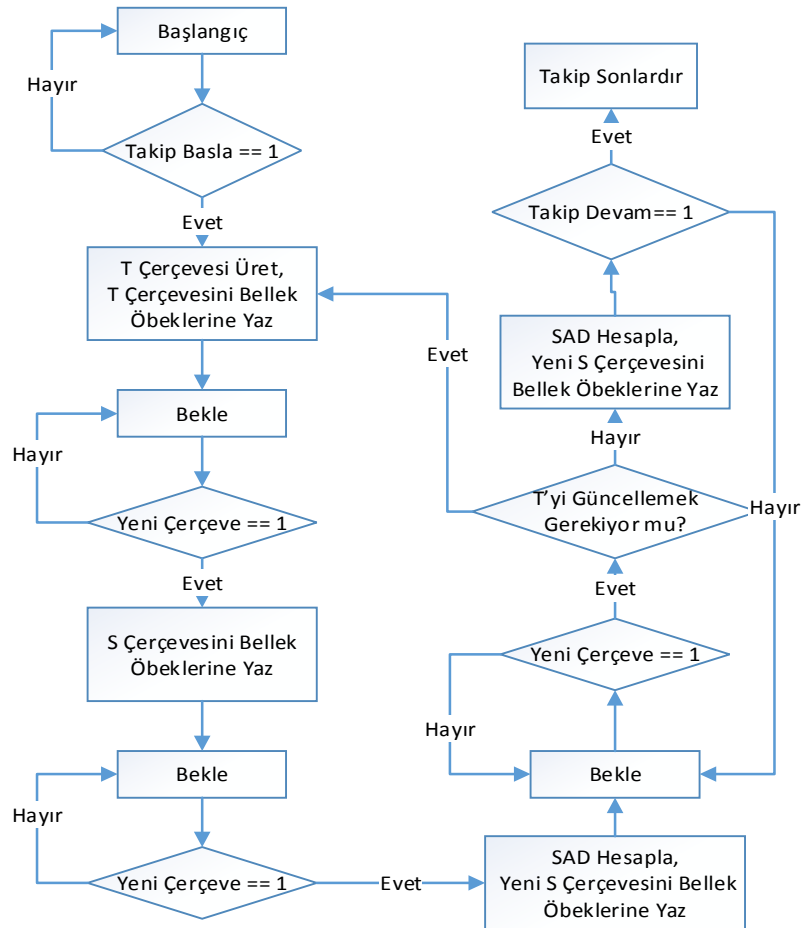 Başlangıç
Hayır
Takip Basla == 1
Evet
T Çerçevesi Üret,
T Çerçevesini Bellek
Öbeklerine Yaz
Bekle
Hayır
Yeni Çerçeve == 1
Evet
S Çerçevesini Bellek
Öbeklerine Yaz
Bekle
Hayır
Yeni Çerçeve == 1
Evet
SAD Hesapla,
Yeni S Çerçevesini Bellek
Öbeklerine Yaz
Bekle
Hayır
Yeni Çerçeve == 1
Evet
T’yi Güncellemek
Gerekiyor mu?
Evet
Hayır
SAD Hesapla,
Yeni S Çerçevesini
Bellek Öbeklerine Yaz
Takip Devam== 1
Hayır
Evet
Takip Sonlardır